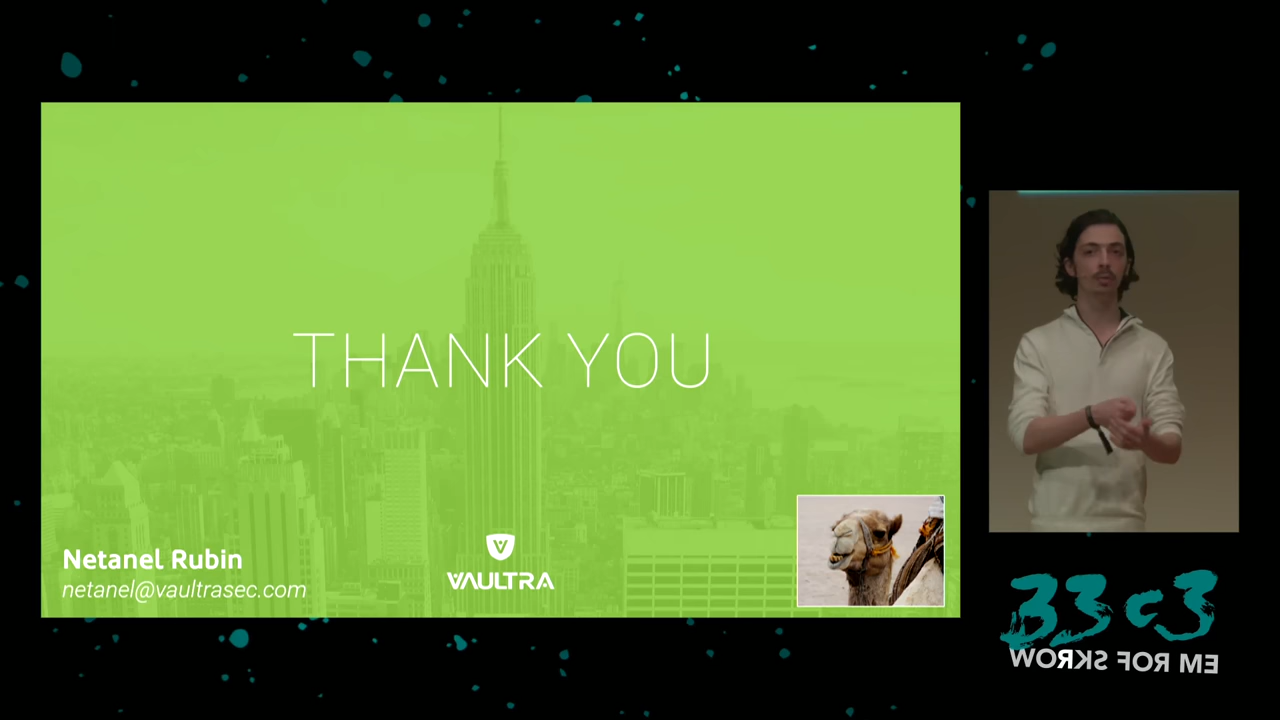 THANK YOU
Netanel Rubin
netanel@vaultrasec.com
VAULTRA
33c3
WORKS FOR ME